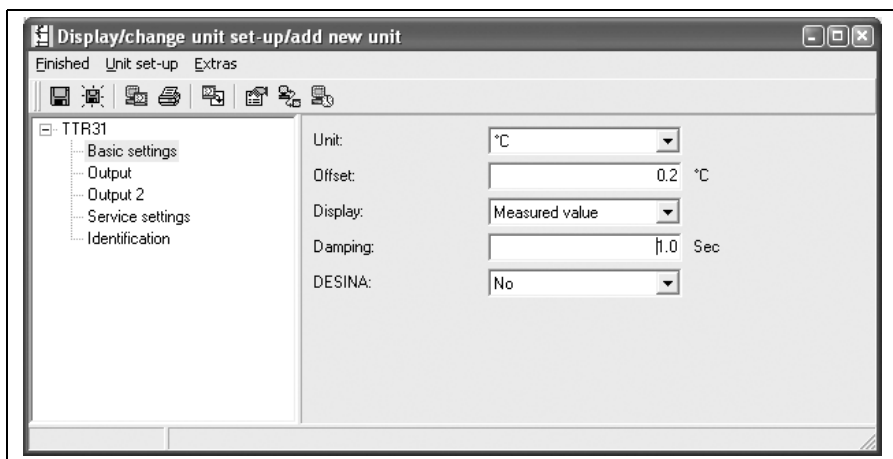 Display/change unit set-up/add new unit
Finished Unit set-up Extras
TTR31
Basic settings
Output
Output 2
Service settings
Identification
Unit: °C
Offset: 0.2 °C
Display: Measured value
Damping: 1.0 Sec
DESINA: No